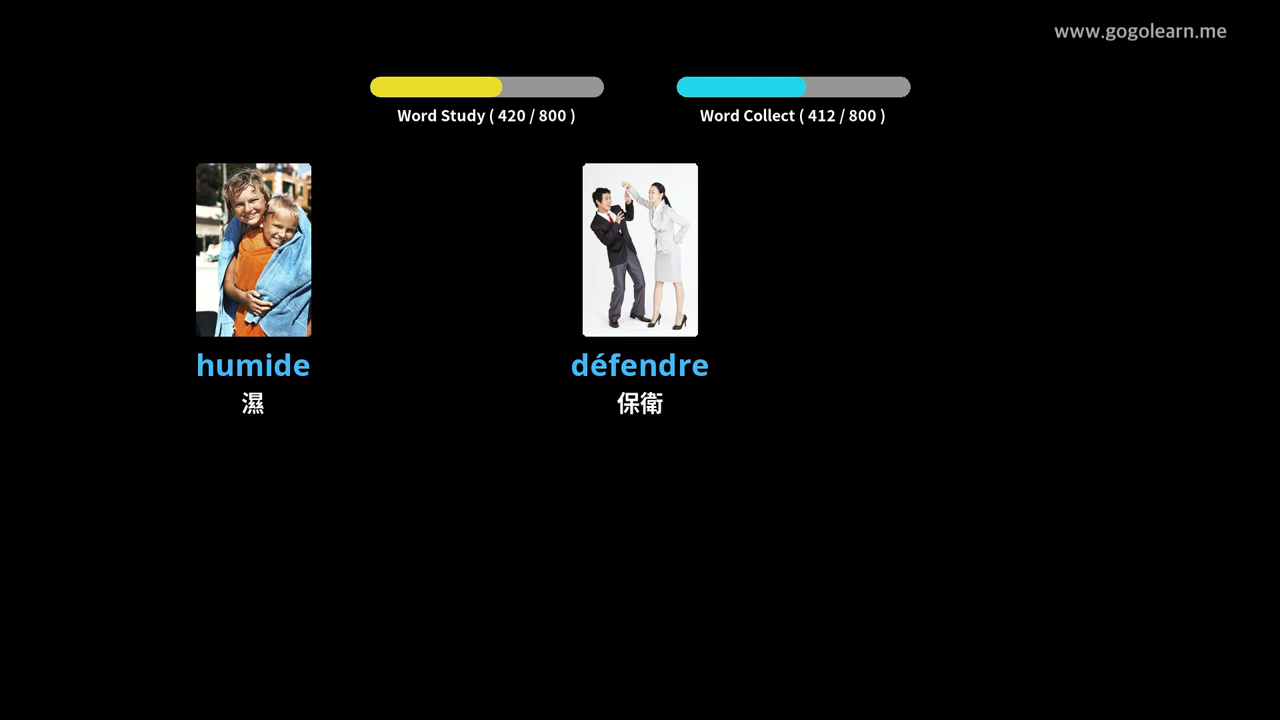 www.gogolearn.me
Word Study ( 420 / 800 )
Word Collect ( 412 / 800 )
humide
濕
défendre
保衛